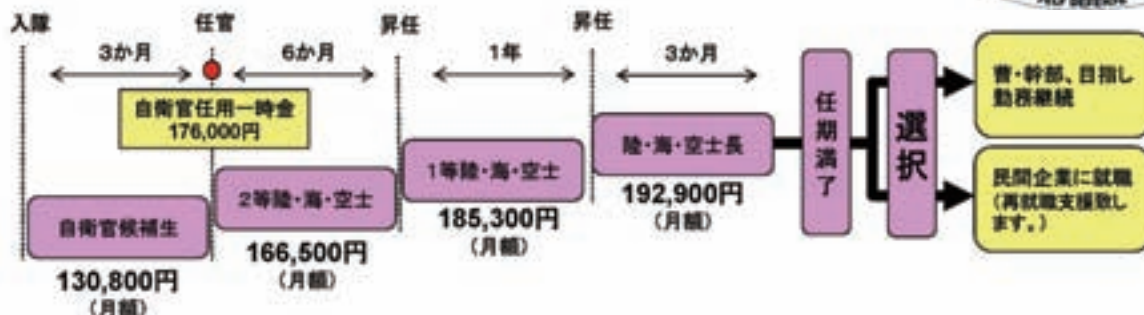 入隊
任官
昇任
昇任
3か月
6か月
1年
3か月
自衛官任用一時金
176,000円
自衛官候補生
130,800円
(月額)
2等陸・海・空士
166,500円
(月額)
1等陸・海・空士
185,300円
(月額)
陸・海・空士長
192,900円
(月額)
任期満了
選択
曹・幹部、目指し
勤務継続
民間企業に就職
(再就職支援致し
ます。)